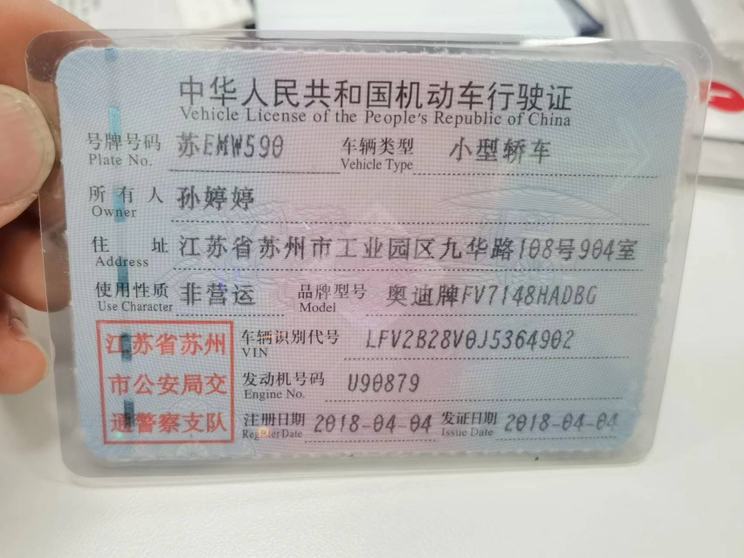 中华人民共和国机动车行驶证
Vehicle License of the People's Republic of China
号牌号码 苏EMW590 车辆类型 小型轿车
Plate No. Vehicle Type
所有人 孙婷婷
Owner
住址 江苏省苏州市工业园区九华路108号904室
Address
使用性质 非营运 品牌型号 奥迪牌FV7148HADBG
Use Character Model
江苏省苏州 车辆识别代号 LFV2B28V0J5364902
VIN
市公安局交 发动机号码 U90879
Engine No.
通警察支队 注册日期 2018-04-04 发证日期 2018-04-04
Register Date Issue Date